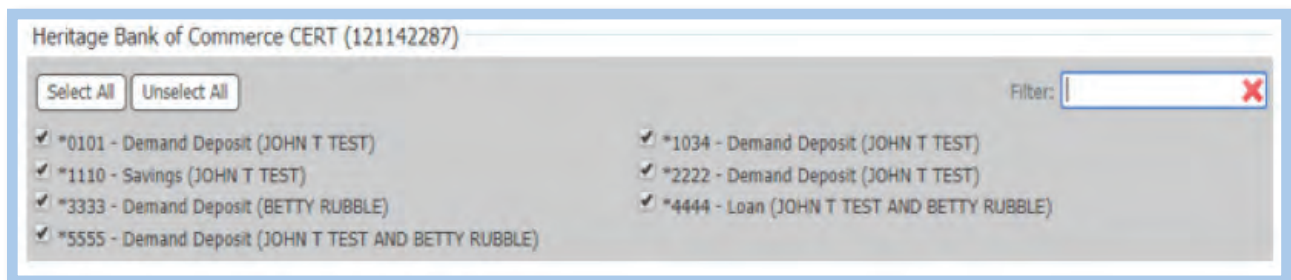 Heritage Bank of Commerce CERT (121142287)
Select All Unselect All Filter:
*0101 - Demand Deposit (JOHN T TEST) *1034 - Demand Deposit (JOHN T TEST)
*1110 - Savings (JOHN T TEST) *2222 - Demand Deposit (JOHN T TEST)
*3333 - Demand Deposit (BETTY RUBBLE) *4444 - Loan (JOHN T TEST AND BETTY RUBBLE)
*5555 - Demand Deposit (JOHN T TEST AND BETTY RUBBLE)